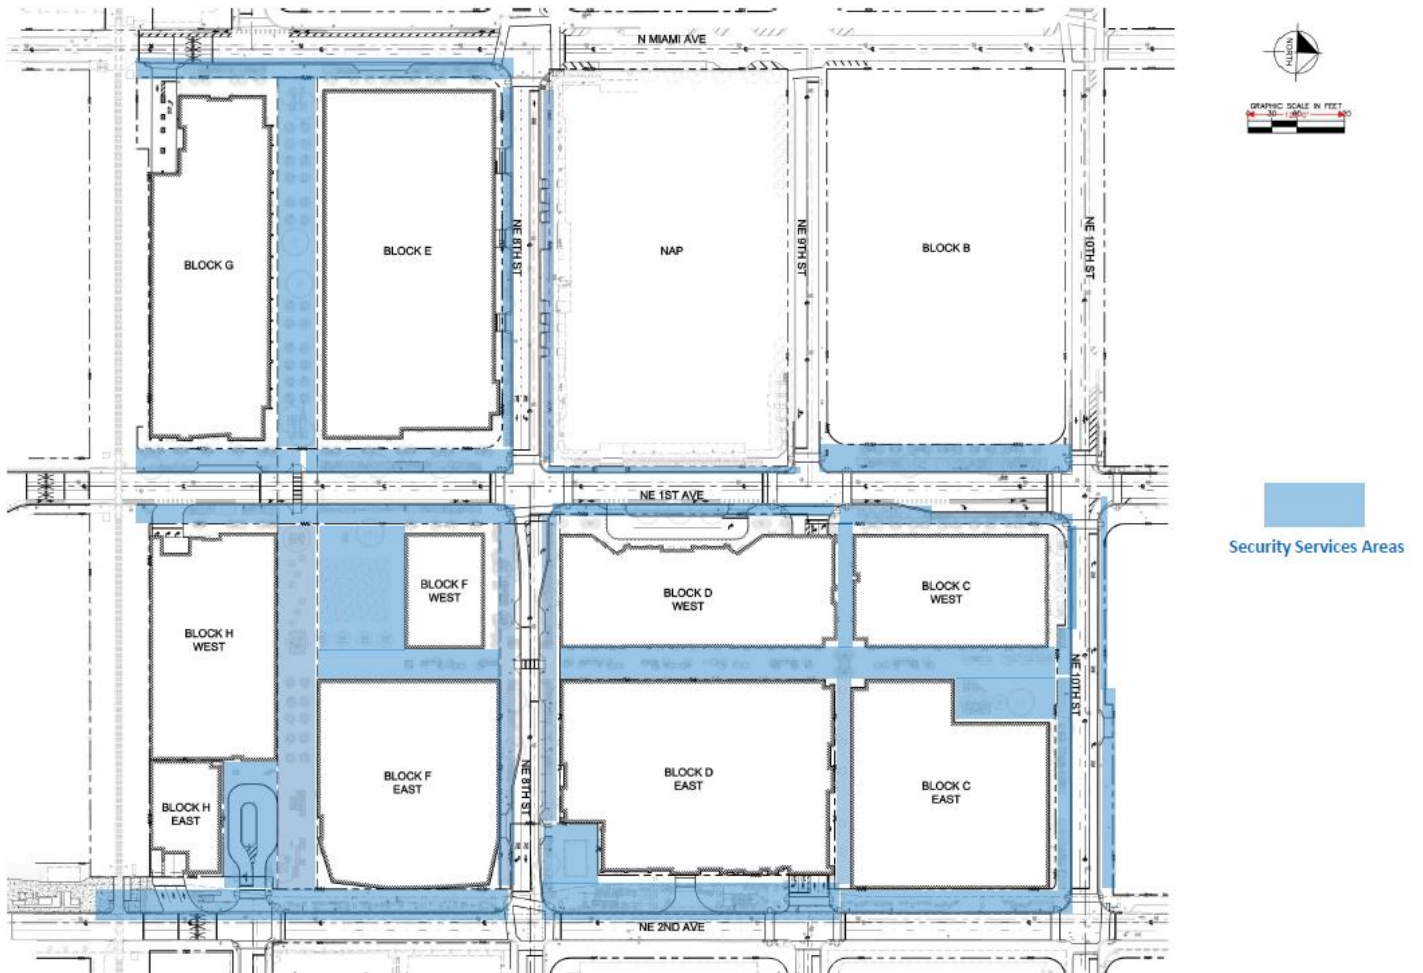 N MIAMI AVE
NORTH
GRAPHIC SCALE IN FEET
BLOCK G
BLOCK E
NE 8TH ST
NAP
NE 9TH ST
BLOCK B
NE 10TH ST
NE 1ST AVE
Security Services Areas
BLOCK H
WEST
BLOCK F
WEST
BLOCK D
WEST
BLOCK C
WEST
NE 10TH ST
BLOCK H
EAST
BLOCK F
EAST
NE 8TH ST
BLOCK D
EAST
BLOCK C
EAST
NE 2ND AVE